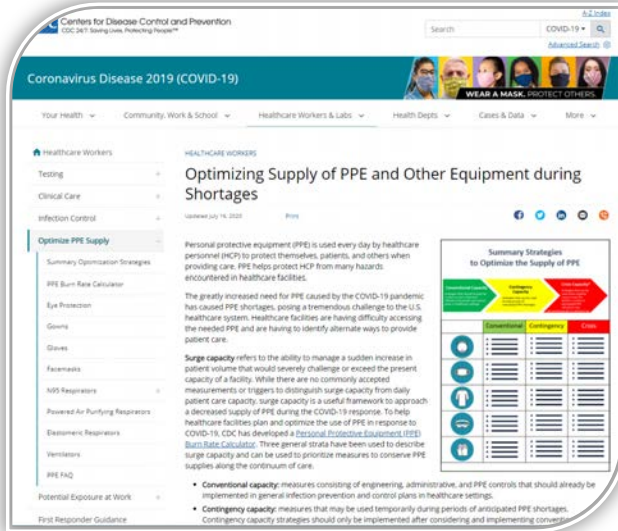 Centers for Disease Control and Prevention
CDC 24/7: Saving Lives, Protecting People™
A-Z Index
Search
COVID-19
Advanced Search
Coronavirus Disease 2019 (COVID-19)
WEAR A MASK. PROTECT OTHERS.
Your Health
Community, Work & School
Healthcare Workers & Labs
Health Depts
Cases & Data
More
Healthcare Workers
Testing
Clinical Care
Infection Control
Optimize PPE Supply
Summary Optimization Strategies
PPE Burn Rate Calculator
Eye Protection
Gowns
Gloves
Facemasks
N95 Respirators
Powered Air Purifying Respirators
Elastomeric Respirators
Ventilators
PPE FAQ
Potential Exposure at Work
First Responder Guidance
HEALTHCARE WORKERS
Optimizing Supply of PPE and Other Equipment during
Shortages
Updated July 16, 2020
Print
Personal protective equipment (PPE) is used every day by healthcare
personnel (HCP) to protect themselves, patients, and others when
providing care. PPE helps protect HCP from many hazards
encountered in healthcare facilities.
The greatly increased need for PPE caused by the COVID-19 pandemic
has caused PPE shortages, posing a tremendous challenge to the U.S.
healthcare system. Healthcare facilities are having difficulty accessing
the needed PPE and are having to identify alternate ways to provide
patient care.
Surge capacity refers to the ability to manage a sudden increase in
patient volume that would severely challenge or exceed the present
capacity of a facility. While there are no commonly accepted
measurements or triggers to distinguish surge capacity from daily
patient care capacity, surge capacity is a useful framework to approach
a decreased supply of PPE during the COVID-19 response. To help
healthcare facilities plan and optimize the use of PPE in response to
COVID-19, CDC has developed a Personal Protective Equipment (PPE)
Burn Rate Calculator. Three general strata have been used to describe
surge capacity and can be used to prioritize measures to conserve PPE
supplies along the continuum of care.
• Conventional capacity: measures consisting of engineering, administrative, and PPE controls that should already be
implemented in general infection prevention and control plans in healthcare settings.
• Contingency capacity: measures that may be used temporarily during periods of anticipated PPE shortages.
Contingency capacity strategies should only be implemented after considering and implementing
Summary Strategies
to Optimize the Supply of PPE
Conventional Capacity
Contingency
Capacity
Crisis Capacity
Conventional
Contingency
Crisis